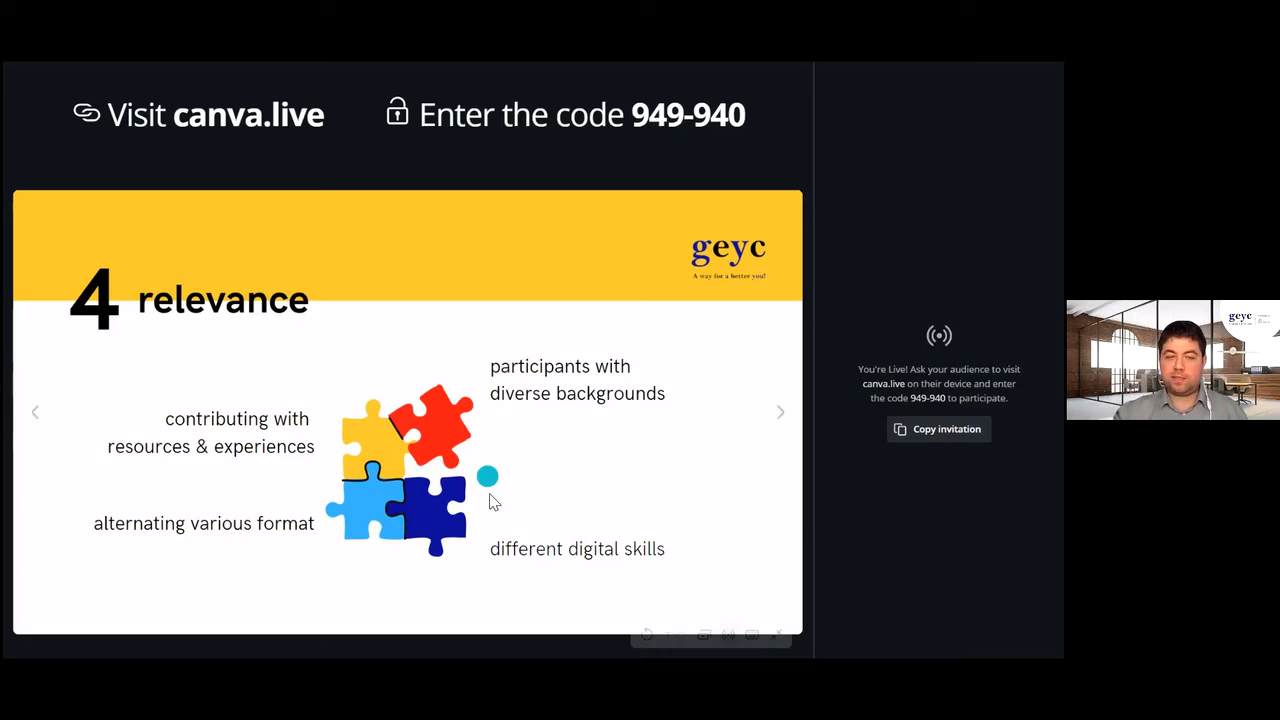 Visit canva.live
Enter the code 949-940
geyc
A way for a better you!
4 relevance
participants with
diverse backgrounds
contributing with
resources & experiences
alternating various format
different digital skills
You're Live! Ask your audience to visit
canva.live on their device and enter
the code 949-940 to participate.
Copy invitation
geyc